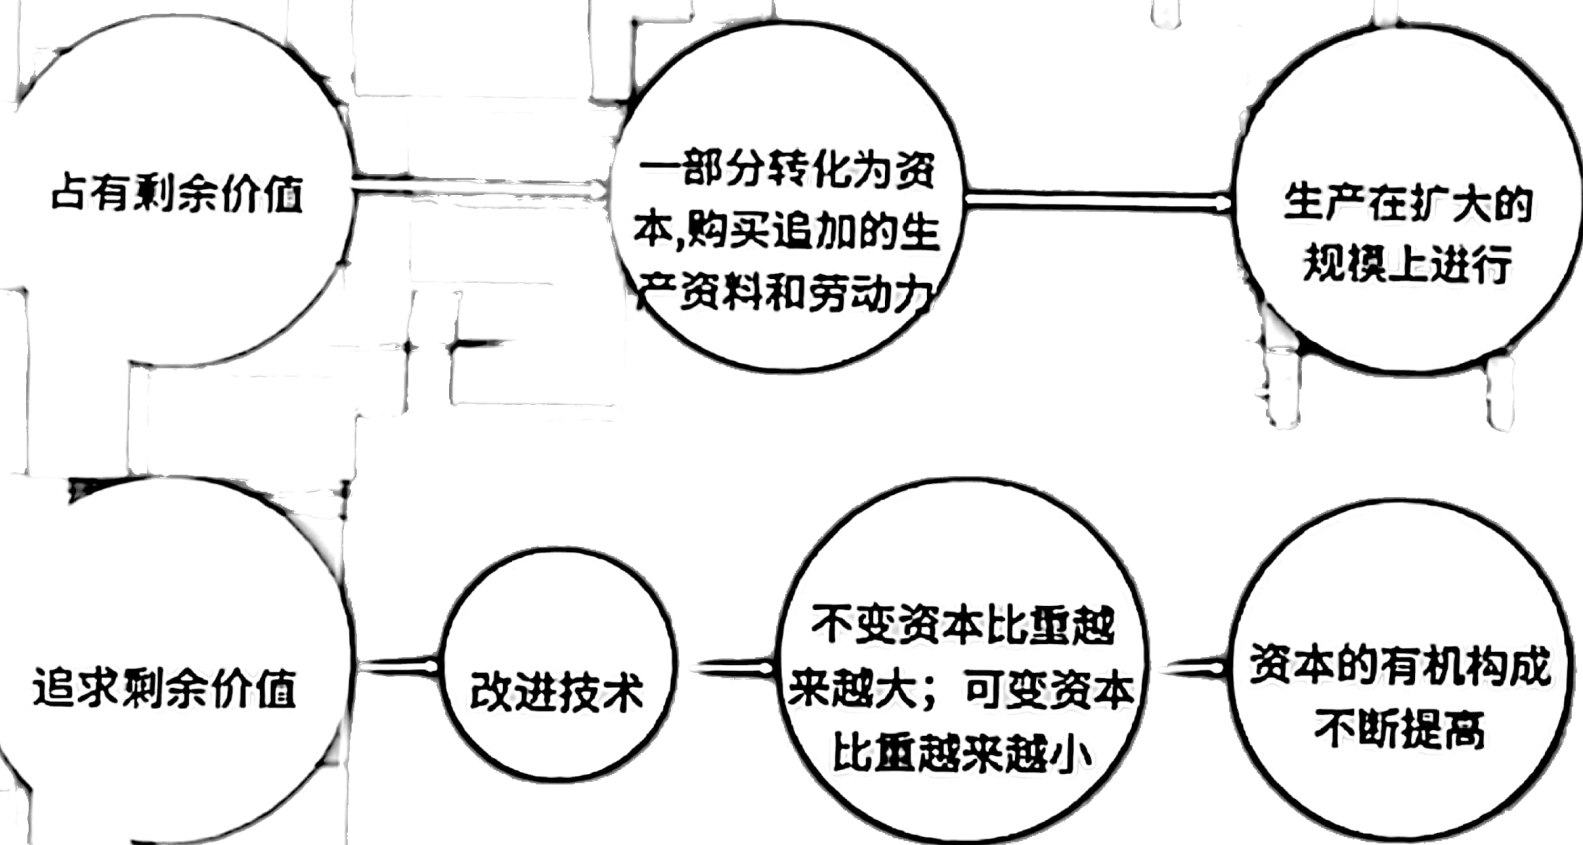 占有剩余价值
一部分转化为资
本,购买追加的生
产资料和劳动力
生产在扩大的
规模上进行
追求剩余价值
改进技术
不变资本比重越
来越大；可变资本
比重越来越小
资本的有机构成
不断提高